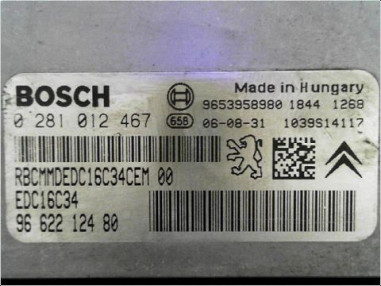 BOSCH
Made in Hungary
9653958980 1844 1268
0 281 012 467
658
06-08-31 1039S14117
RBCMMDEDC16C34CEM 00
EDC16C34
96 622 124 80